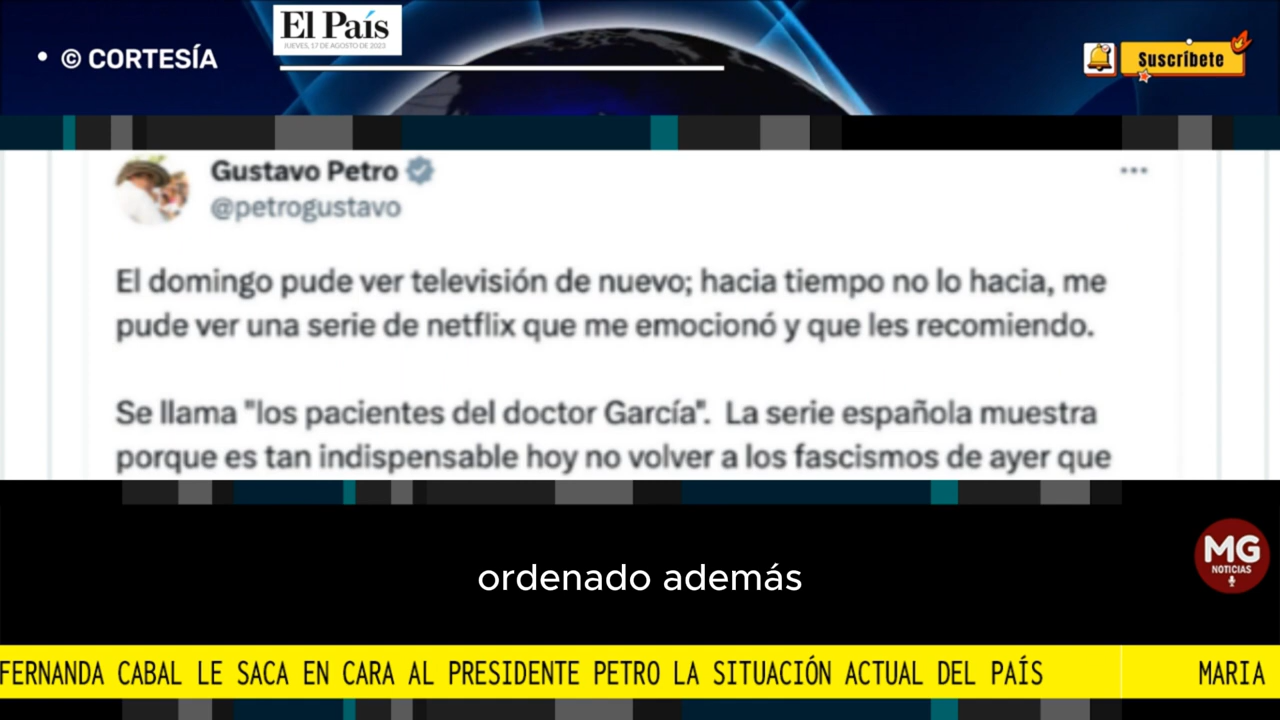 El País
JUEVES, 17 DE AGOSTO DE 2023
• © CORTESÍA
Suscríbete
Gustavo Petro
@petrogustavo
El domingo pude ver televisión de nuevo; hacia tiempo no lo hacia, me
pude ver una serie de netflix que me emocionó y que les recomiendo.
Se llama "los pacientes del doctor García". La serie española muestra
porque es tan indispensable hoy no volver a los fascismos de ayer que
ordenado además
MG
NOTICIAS
FERNANDA CABAL LE SACA EN CARA AL PRESIDENTE PETRO LA SITUACIÓN ACTUAL DEL PAÍS MARIA